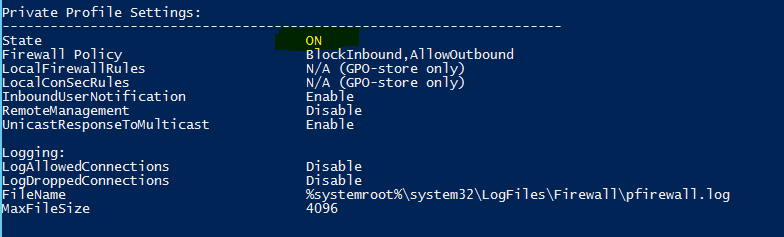 Private Profile Settings:
----------------------------------------------------------------------
State ON
Firewall Policy BlockInbound,AllowOutbound
LocalFirewallRules N/A (GPO-store only)
LocalConSecRules N/A (GPO-store only)
InboundUserNotification Enable
RemoteManagement Disable
UnicastResponseToMulticast Enable
Logging:
LogAllowedConnections Disable
LogDroppedConnections Disable
FileName %systemroot%\system32\LogFiles\Firewall\pfirewall.log
MaxFileSize 4096